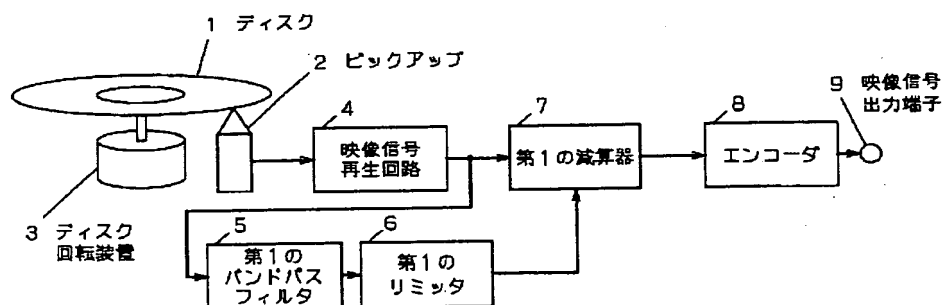 1 ディスク
2 ピックアップ
3 ディスク
回転装置
4
映像信号
再生回路
7
第1の減算器
8
エンコーダ
9 映像信号
出力端子
5
第1の
バンドパス
フィルタ
6
第1の
リミッタ